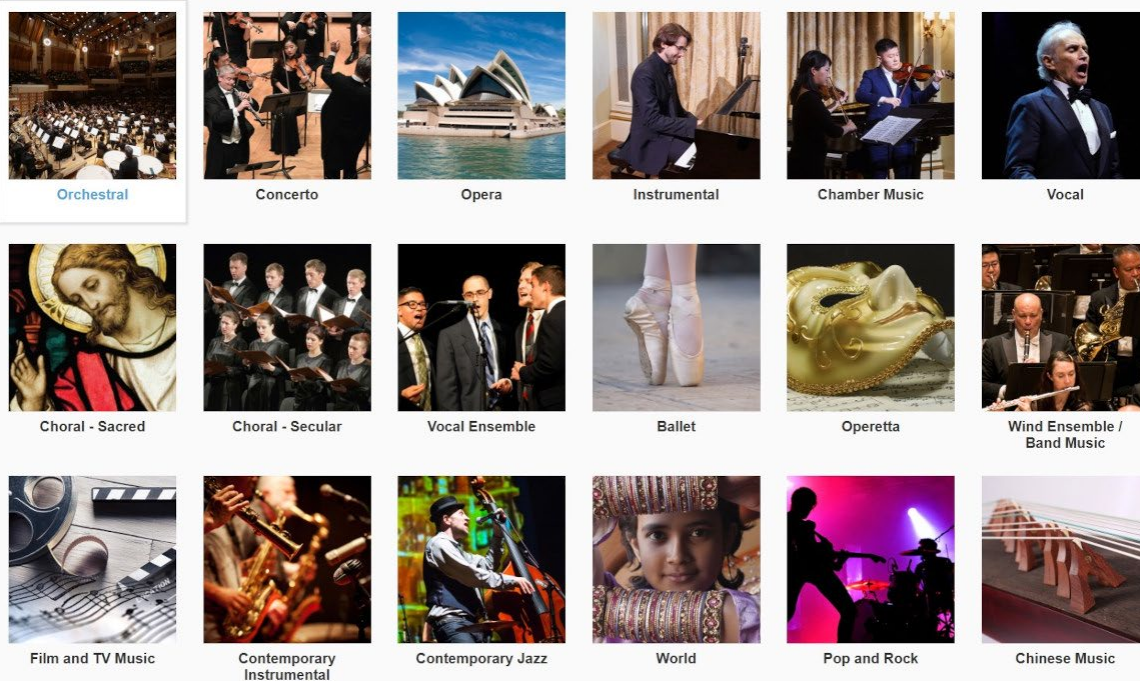 Orchestral
Concerto
Opera
Instrumental
Chamber Music
Vocal
Choral - Sacred
Choral - Secular
Vocal Ensemble
Ballet
Operetta
Wind Ensemble /
Band Music
Film and TV Music
Contemporary
Instrumental
Contemporary Jazz
World
Pop and Rock
Chinese Music